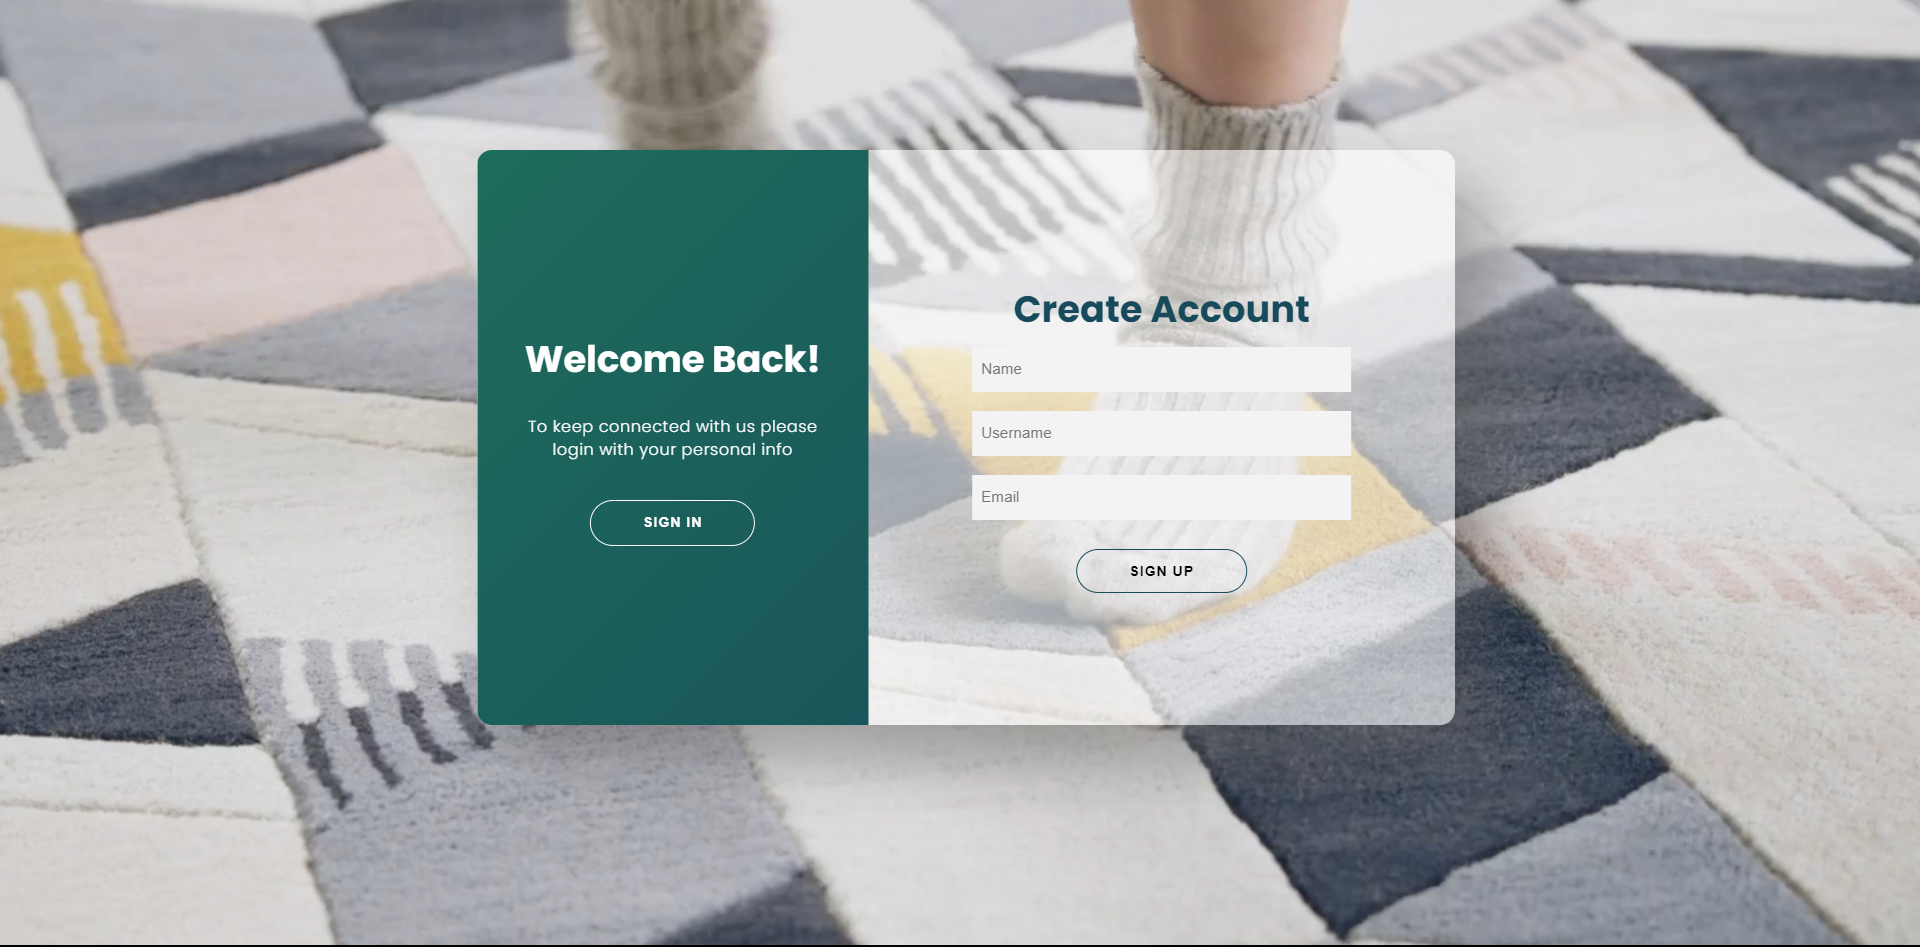 Welcome Back!
To keep connected with us please
login with your personal info
SIGN IN
Create Account
Name
Username
Email
SIGN UP